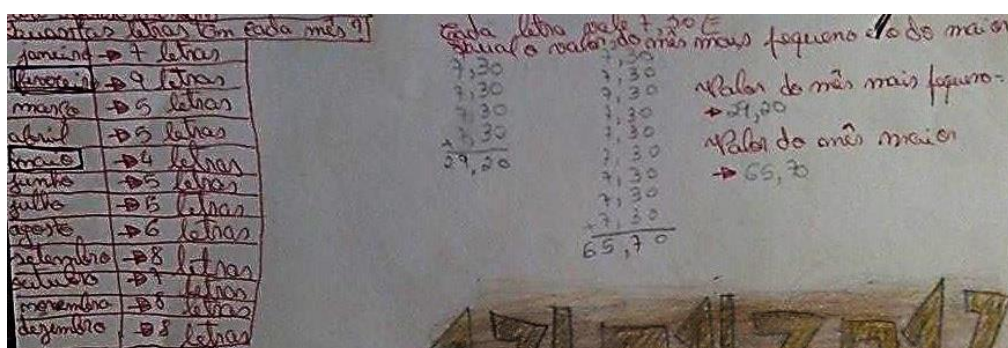 quantas letras tem cada mês?
janeiro → 7 letras
fevereiro → 9 letras
março → 5 letras
abril → 5 letras
maio → 4 letras
junho → 5 letras
julho → 5 letras
agosto → 6 letras
setembro → 8 letras
outubro → 7 letras
novembro → 8 letras
dezembro → 8 letras
Cada letra vale 7,30 E
qual o valor do mês mais pequeno e o do maior
7,30
7,30
7,30
+ 7,30
29,20
7,30
7,30
7,30
7,30
7,30
7,30
7,30
7,30
+ 7,30
65,70
Valor do mês mais pequeno =
→ 29,20
Valor do mês maior
→ 65,70